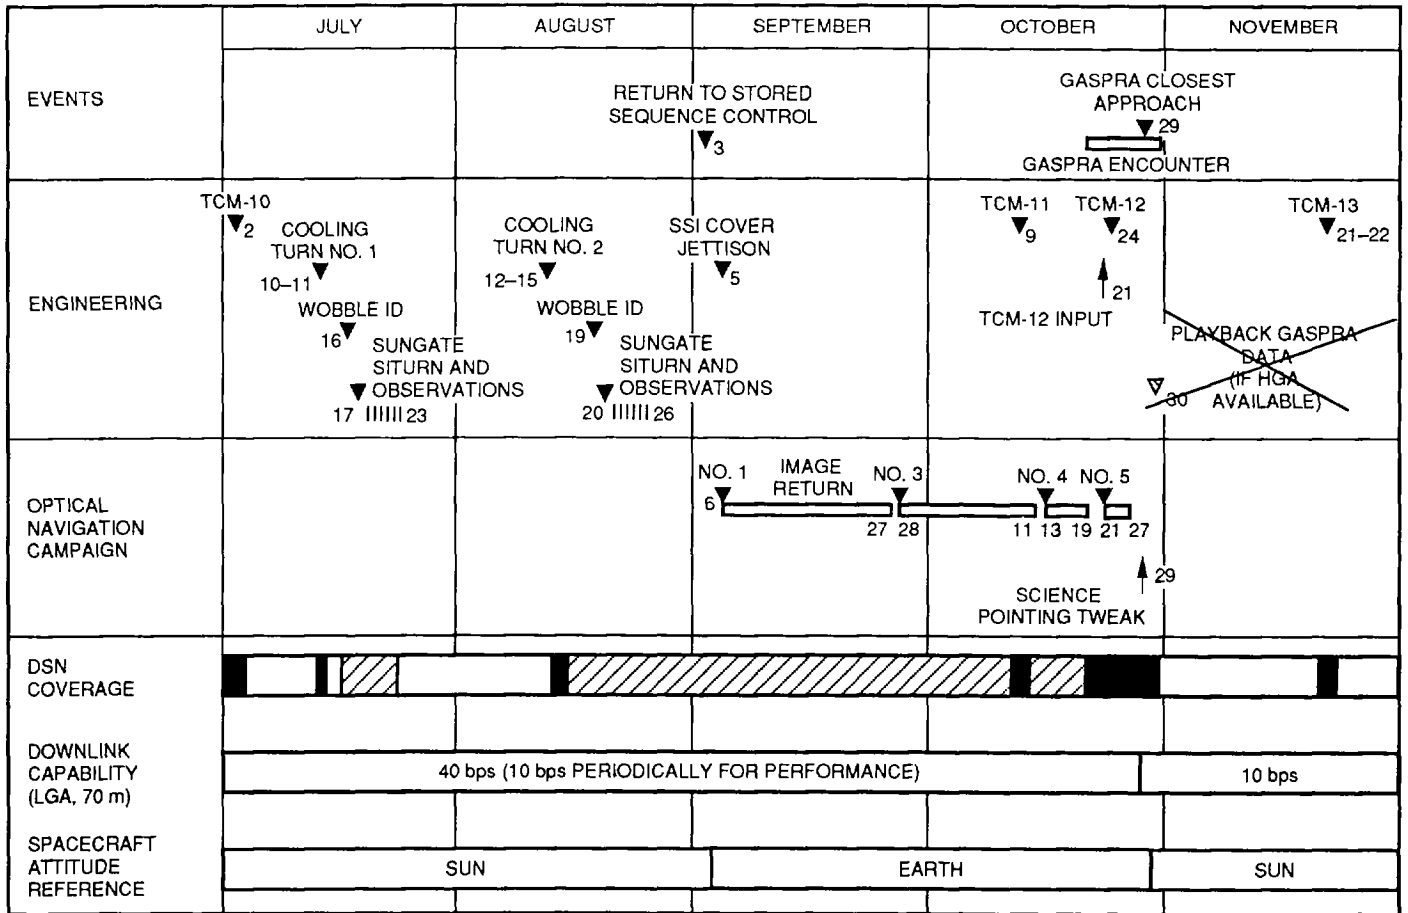 JULY
AUGUST
SEPTEMBER
OCTOBER
NOVEMBER
EVENTS
RETURN TO STORED
SEQUENCE CONTROL
3
GASPRA CLOSEST
APPROACH
29
GASPRA ENCOUNTER
ENGINEERING
TCM-10
2
COOLING
TURN NO. 1
10–11
WOBBLE ID
16
SUNGATE
SITURN AND
OBSERVATIONS
17
23
COOLING
TURN NO. 2
12–15
WOBBLE ID
19
SUNGATE
SITURN AND
OBSERVATIONS
20
26
SSI COVER
JETTISON
5
TCM-11
9
TCM-12
24
21
TCM-12 INPUT
TCM-13
21–22
PLAYBACK GASPRA
DATA
(IF HGA
AVAILABLE)
30
OPTICAL
NAVIGATION
CAMPAIGN
NO. 1
6
IMAGE
RETURN
NO. 3
27 28
NO. 4
11 13
NO. 5
19 21 27
29
SCIENCE
POINTING TWEAK
DSN
COVERAGE
DOWNLINK
CAPABILITY
(LGA, 70 m)
40 bps (10 bps PERIODICALLY FOR PERFORMANCE)
10 bps
SPACECRAFT
ATTITUDE
REFERENCE
SUN
EARTH
SUN